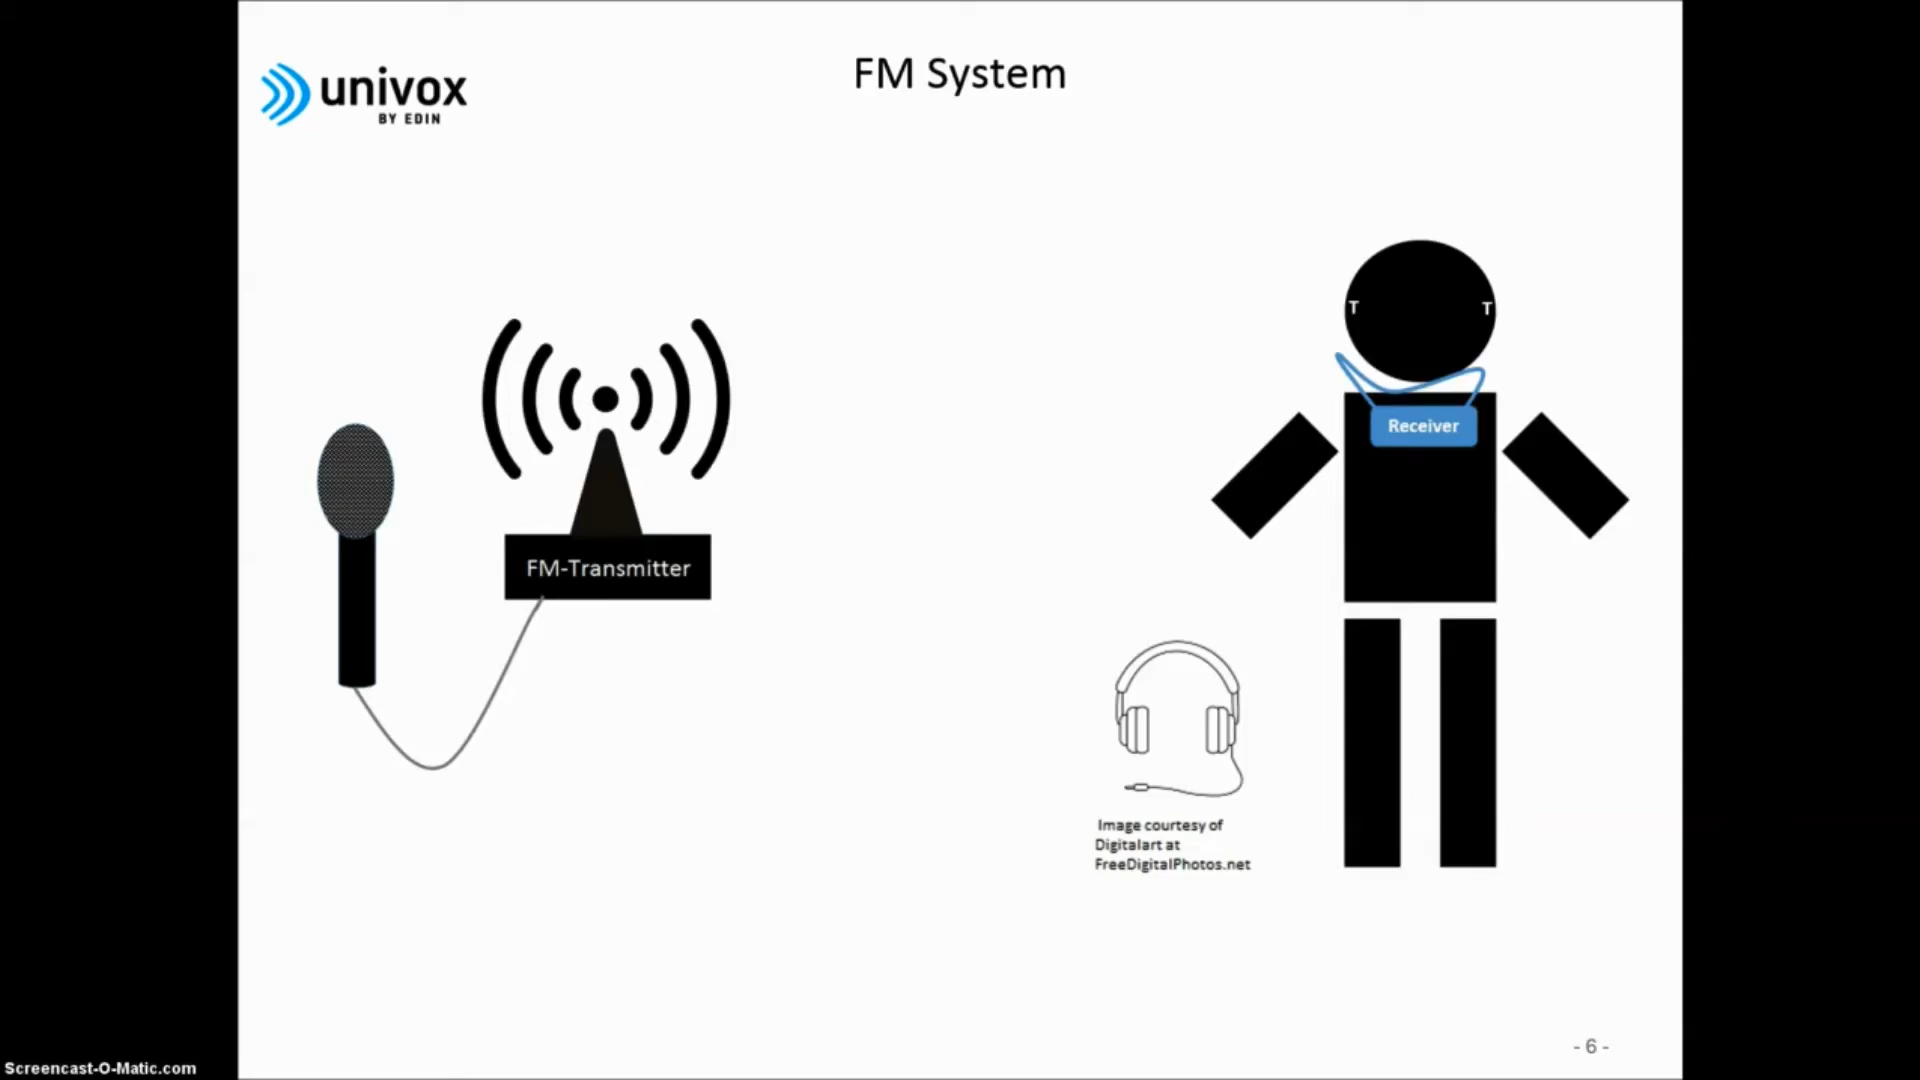 univox
BY EDIN
FM System
T
T
Receiver
FM-Transmitter
Image courtesy of
Digitalart at
FreeDigitalPhotos.net
- 6 -
Screencast-O-Matic.com